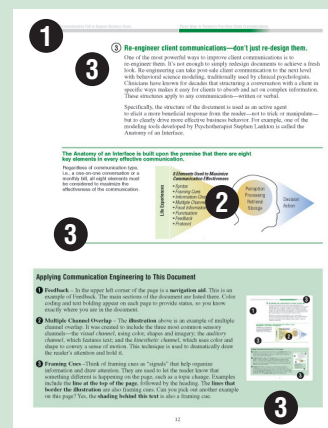 1
3 Re-engineer client communications—don't just re-design them.
3
One of the most powerful ways to improve client communications is to
re-engineer them. It's not enough to simply redesign documents to achieve a fresh
look. Re-engineering can take your stale client communication to the next level
with behavioral science modeling, traditionally used by clinical psychologists.
Clinicians have known for decades that structuring a conversation with a client in
specific ways makes it easy for clients to absorb and act on complex information.
These structures apply to any communication—written or verbal.
Specifically, the structure of the document is used as an active agent
to elicit a more beneficial response from the reader—not to trick or manipulate—
but to clearly drive more effective business behavior. For example, one of the
modeling tools developed by Psychotherapist Stephen Lankton is called the
Anatomy of an Interface.
The Anatomy of an Interface is built upon the premise that there are eight
key elements in every effective communication.
Regardless of communication type,
i.e., a one-on-one conversation or a
monthly bill, all eight elements must
be considered to maximize the
effectiveness of the communication.
Life Experiences
8 Elements Used to Maximize
Communication Effectiveness
• Syntax
• Framing Cues
• Information
• Multiple Channel
• Focal Information
• Punctuation
• Feedback
• Protocol
2
Perception
Processing
Retrieval
Storage
Decision
Action
3
Applying Communication Engineering to This Document
1 Feedback – In the upper left corner of the page is a navigation aid. This is an
example of Feedback. The main sections of the document are listed there. Color
coding and text bolding appear on each page to provide status, so you know
exactly where you are in the document.
2 Multiple Channel Overlap – The illustration above is an example of multiple
channel overlap. It was created to include the three most common sensory
channels—the visual channel, using color, shapes and imagery; the auditory
channel, which features text; and the kinesthetic channel, which uses color and
shape to convey a sense of motion. This technique is used to dramatically draw
the reader's attention and hold it.
3 Framing Cues –Think of framing cues as "signals" that help organize
information and draw attention. They are used to let the reader know that
something different is happening on the page, such as a topic change. Examples
include the line at the top of the page, followed by the heading. The lines that
border the illustration are also framing cues. Can you pick out another example
on this page? Yes, the shading behind this text is also a framing cue.
3
12